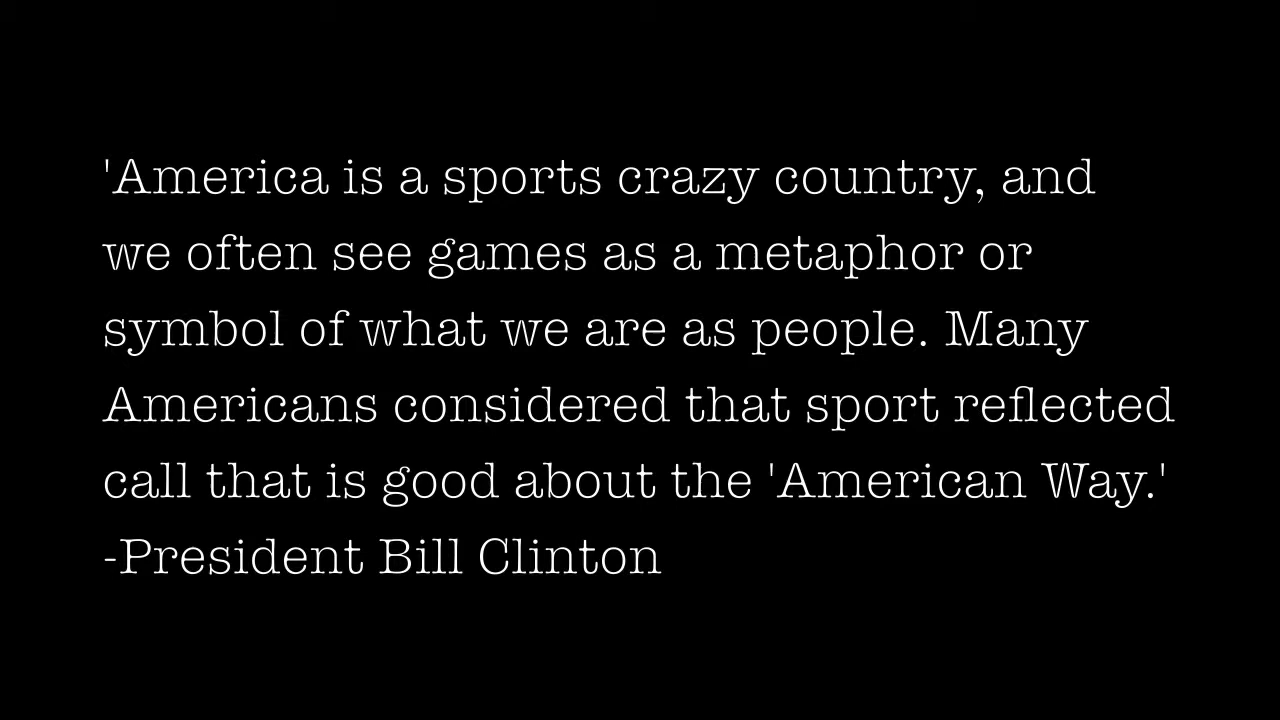 'America is a sports crazy country, and
we often see games as a metaphor or
symbol of what we are as people. Many
Americans considered that sport reflected
call that is good about the 'American Way.'
-President Bill Clinton